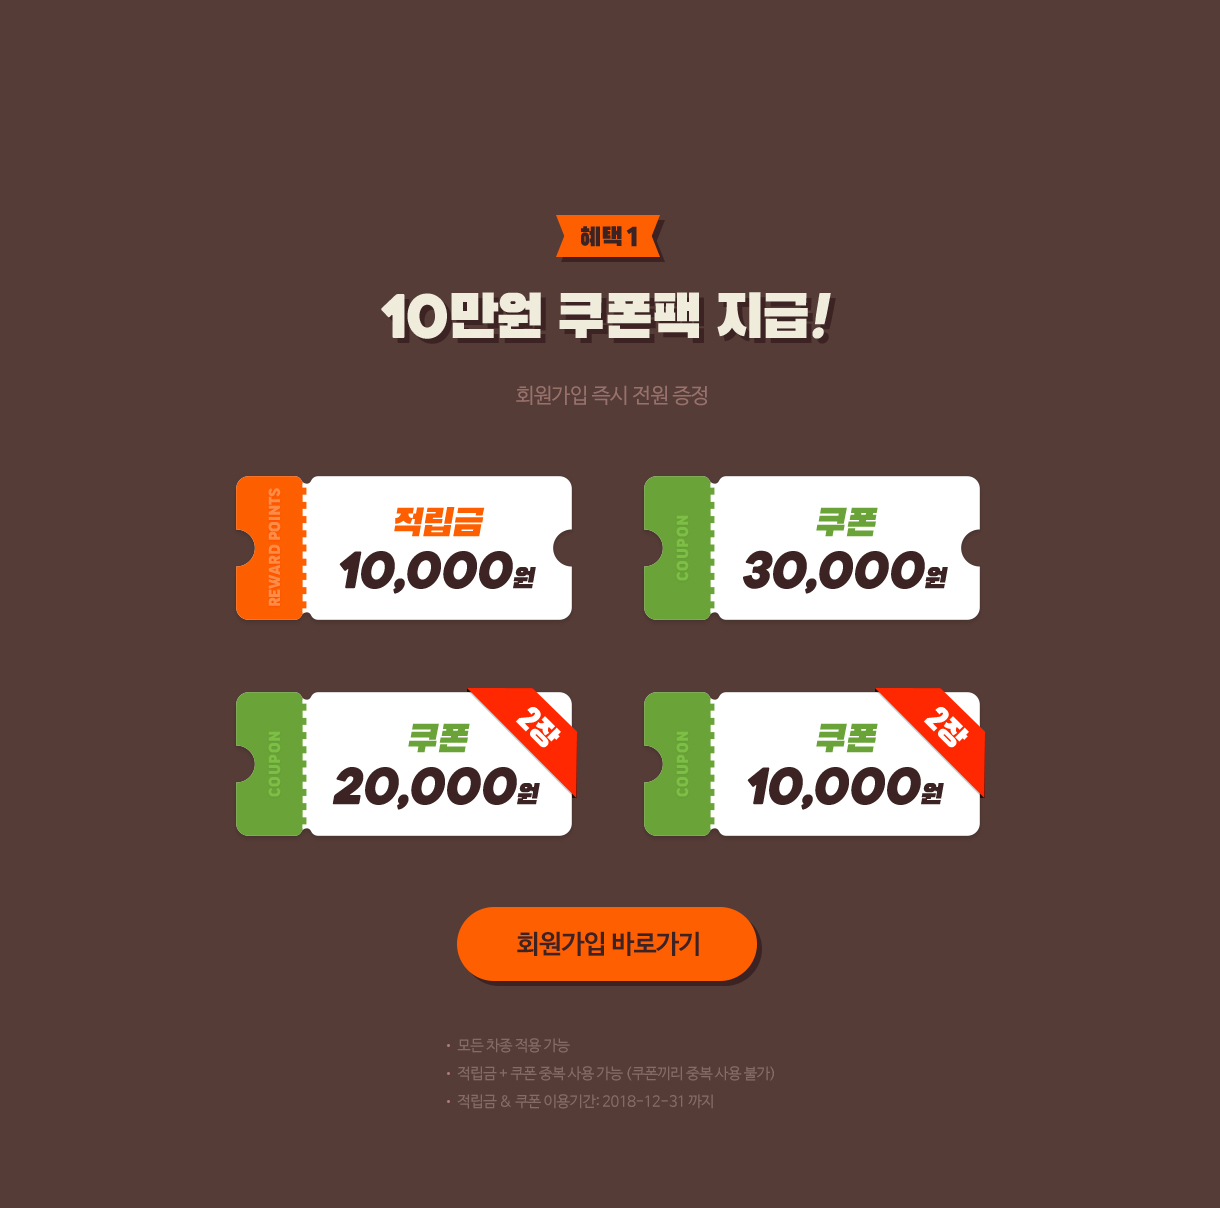 혜택 1
10만원 쿠폰팩 지급!
회원가입 즉시 전원 증정
REWARD POINTS
적립금
10,000원
COUPON
쿠폰
30,000원
COUPON
쿠폰
20,000원
2장
COUPON
쿠폰
10,000원
2장
회원가입 바로가기
• 모든 차종 적용 가능
• 적립금 + 쿠폰 중복 사용 가능 (쿠폰끼리 중복 사용 불가)
• 적립금 & 쿠폰 이용기간: 2018-12-31 까지